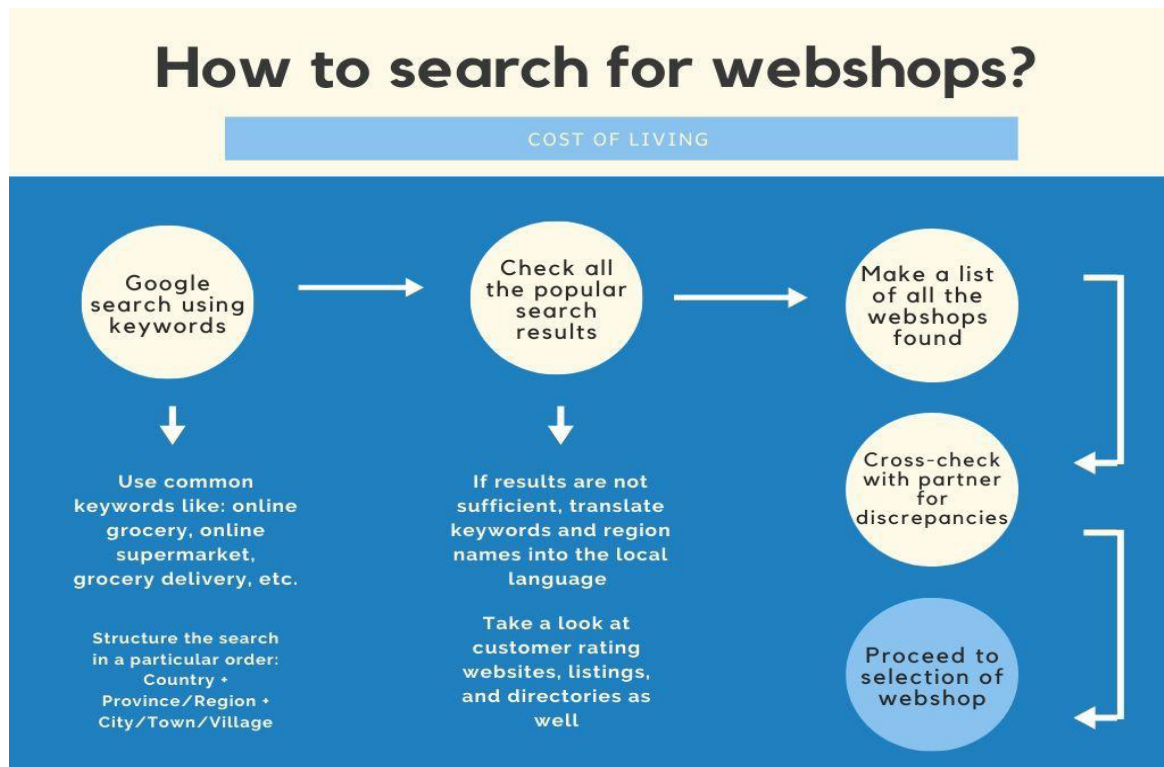 How to search for webshops?
COST OF LIVING
Google
search using
keywords
Check all
the popular
search
results
Make a list
of all the
webshops
found
Use common
keywords like: online
grocery, online
supermarket,
grocery delivery, etc.
Structure the search
in a particular order:
Country +
Province/Region +
City/Town/Village
If results are not
sufficient, translate
keywords and region
names into the local
language
Take a look at
customer rating
websites, listings,
and directories as
well
Cross-check
with partner
for
discrepancies
Proceed to
selection of
webshop